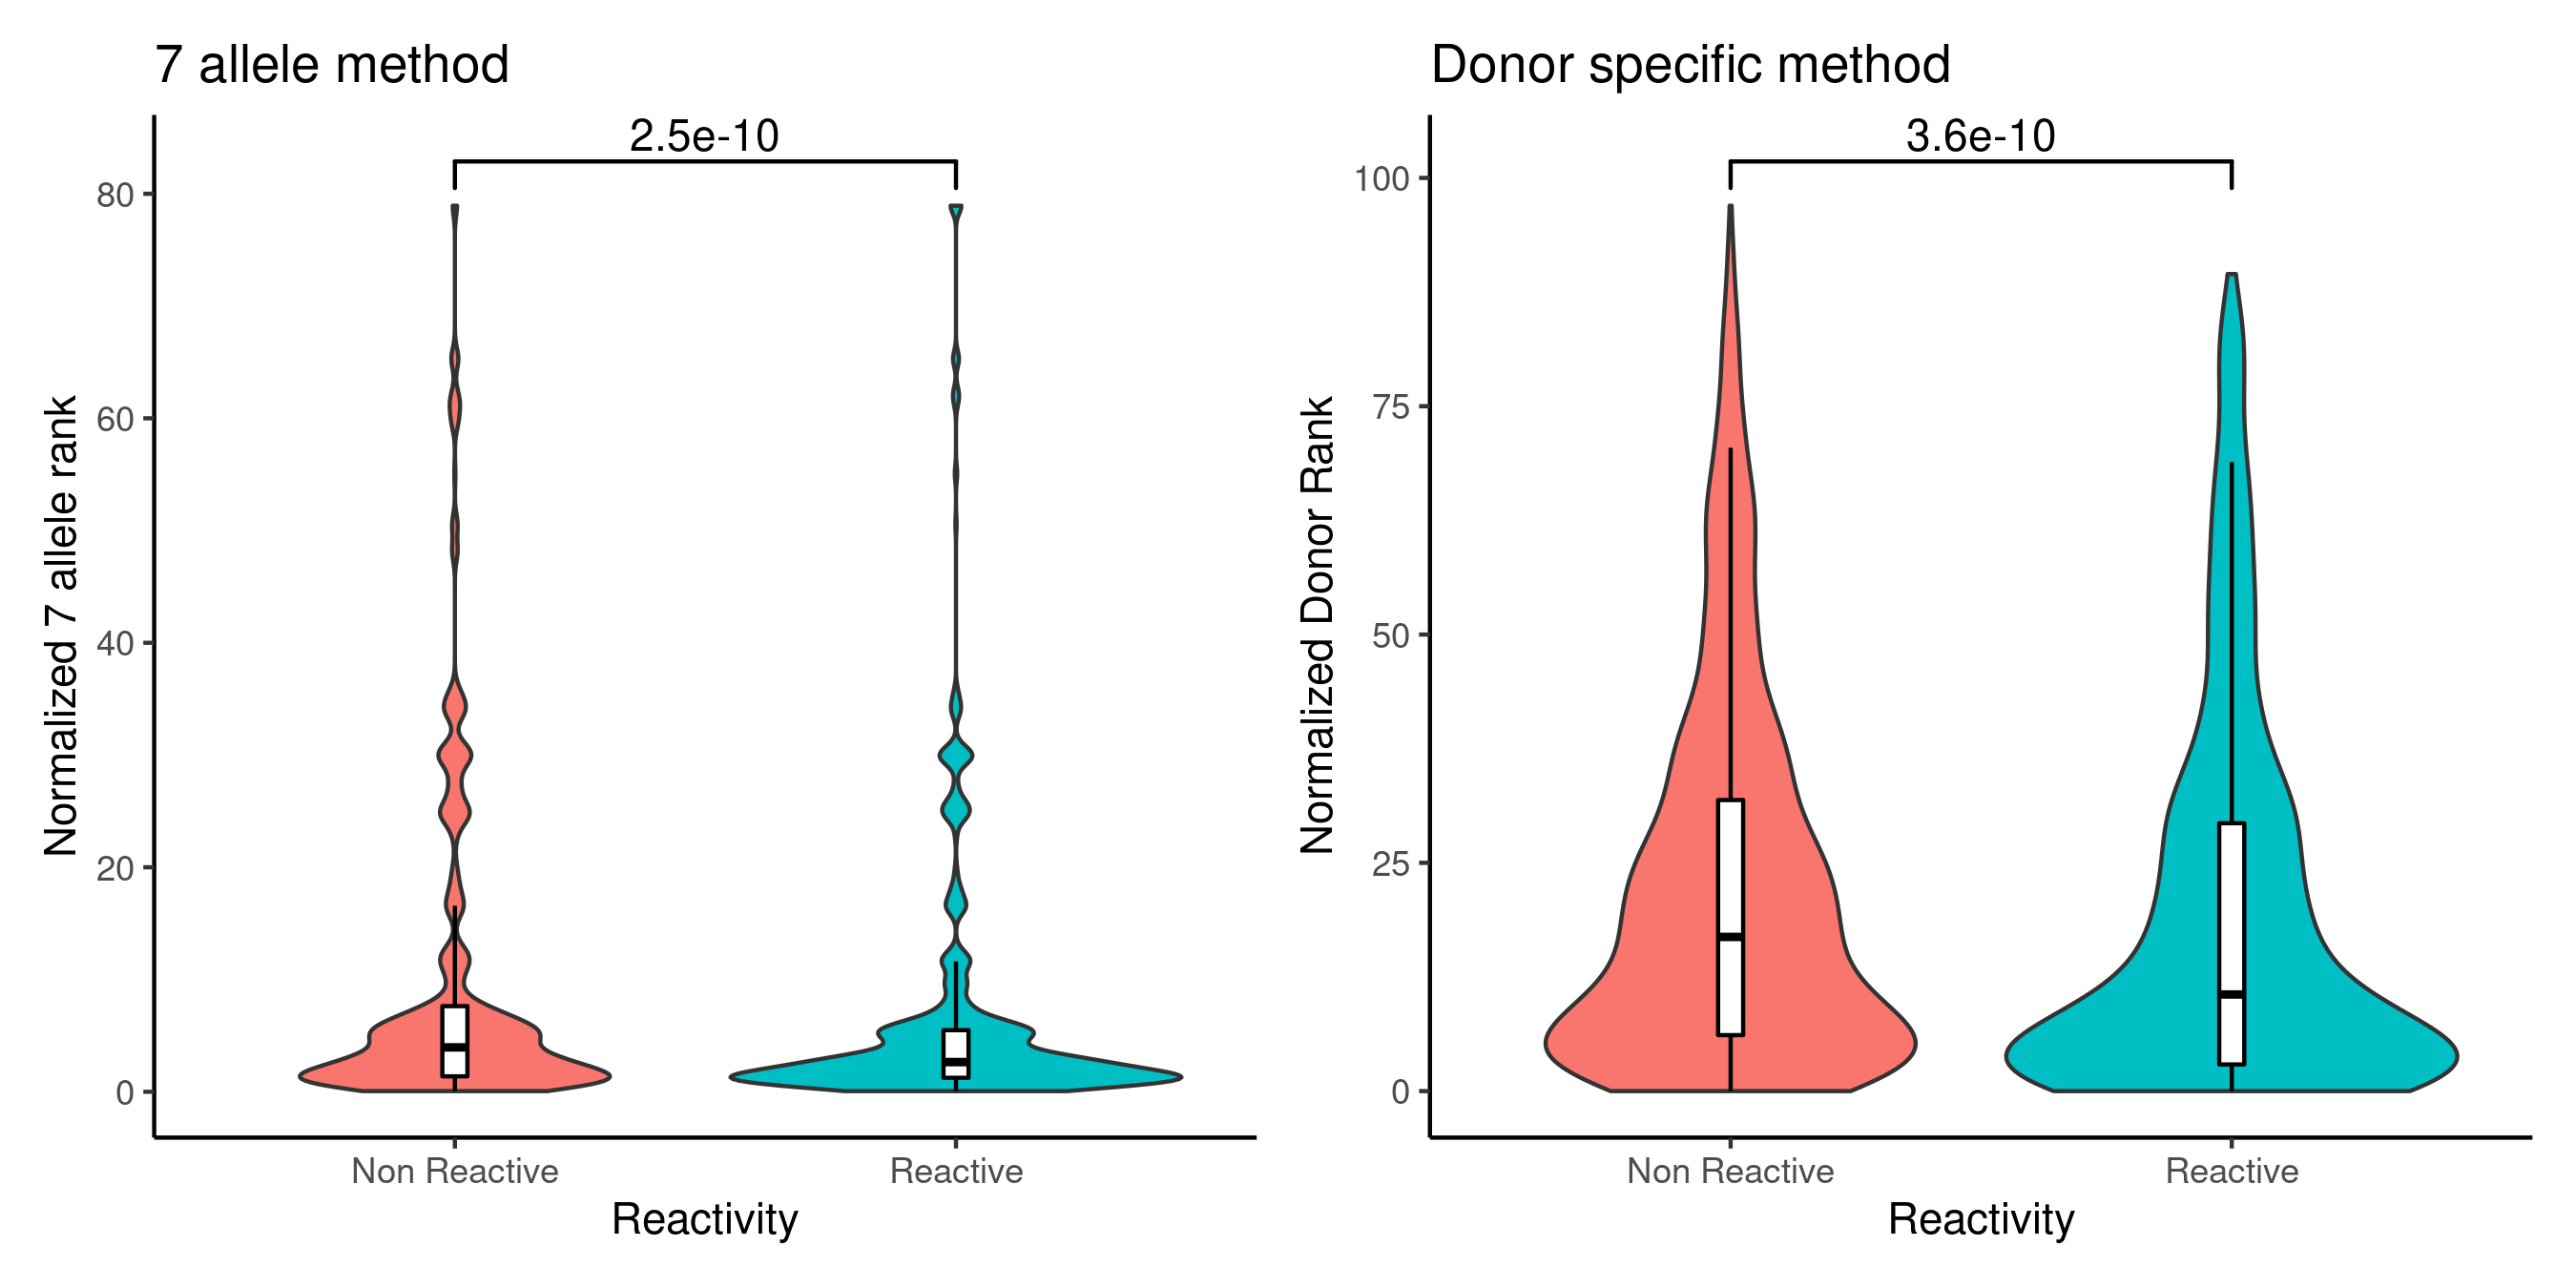 7 allele method
2.5e-10
80
60
40
20
0
Normalized 7 allele rank
Non Reactive
Reactive
Reactivity
Donor specific method
3.6e-10
100
75
50
25
0
Normalized Donor Rank
Non Reactive
Reactive
Reactivity